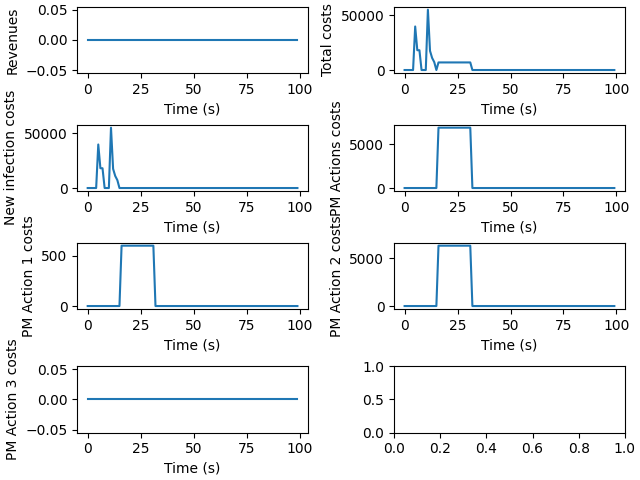 Revenues
0.05
0.00
−0.05
0 25 50 75 100
Time (s)
Total costs
50000
0
0 25 50 75 100
Time (s)
New infection costs
50000
0
0 25 50 75 100
Time (s)
PM Actions costs
5000
0
0 25 50 75 100
Time (s)
PM Action 1 costs
500
0
0 25 50 75 100
Time (s)
PM Action 2 costs
5000
0
0 25 50 75 100
Time (s)
PM Action 3 costs
0.05
0.00
−0.05
0 25 50 75 100
Time (s)
1.0
0.5
0.0
0.0 0.2 0.4 0.6 0.8 1.0